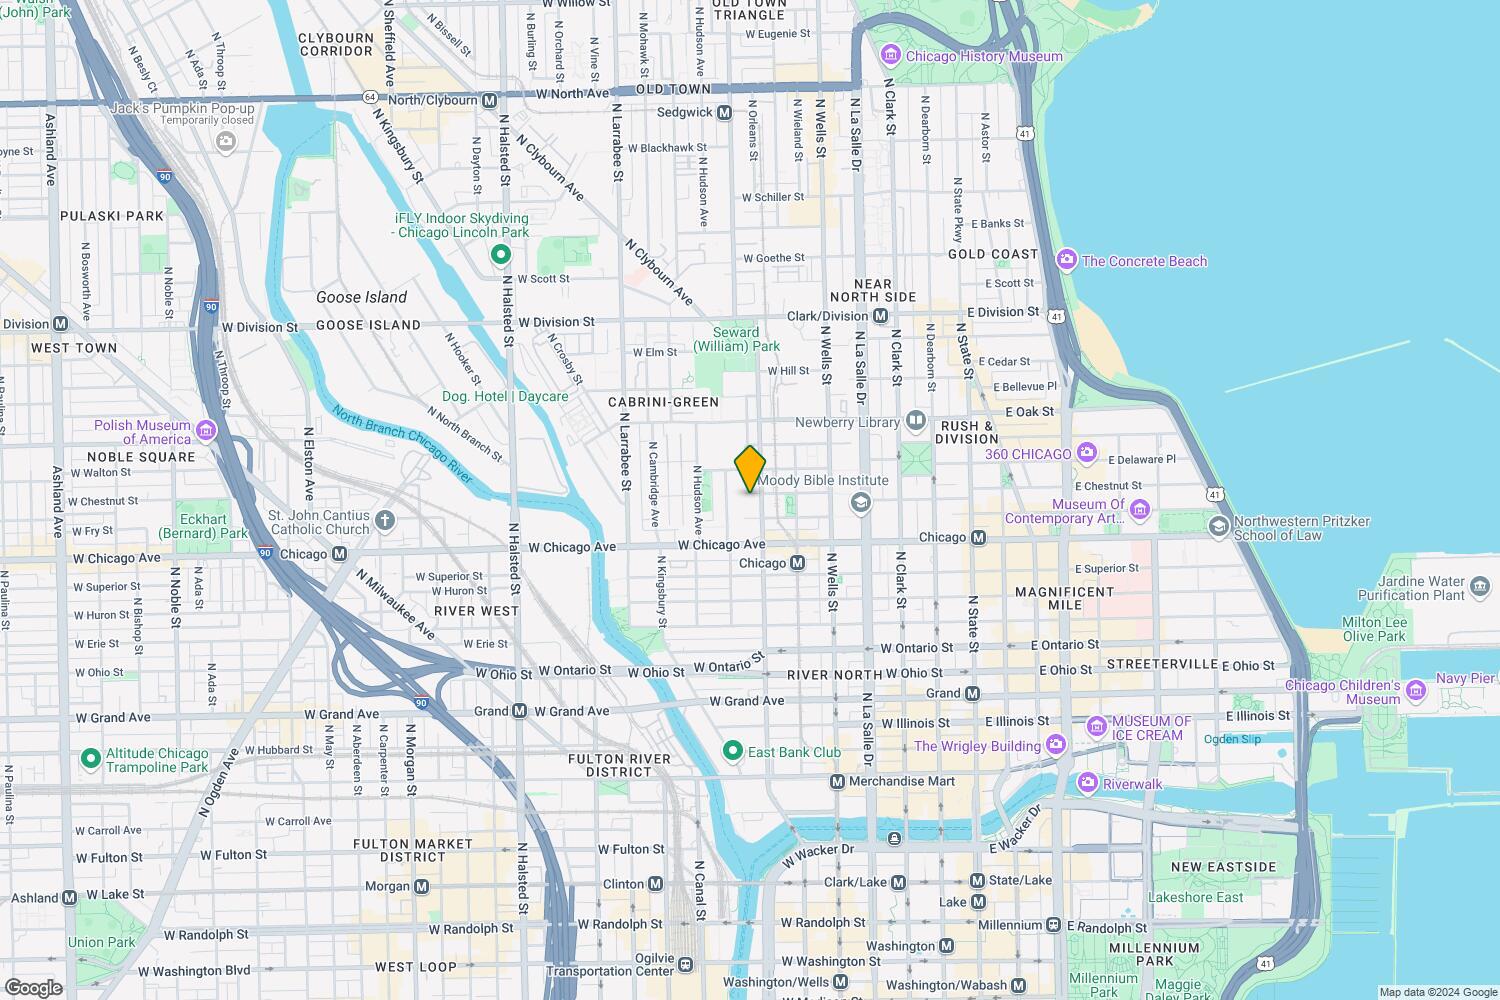 Walsh
(John) Park
W Willow St
OLD TOWN
TRIANGLE
W Eugenie St
CLYBOURN
CORRIDOR
N Sheffield Ave
N Bissell St
N Burling St
N Orchard St
N Vine St
N Mohawk St
N Hudson Ave
N Besly Ct
N Ada St
N Throop St
Chicago History Museum
64
North/Clybourn
W North Ave
OLD TOWN
Sedgwick
Jack's Pumpkin Pop-up
Temporarily closed
N Kingsbury St
N Dayton St
N Halsted St
N Clybourn Ave
N Larrabee St
W Blackhawk St
N Hudson Ave
N Orleans St
N Wieland St
N Wells St
N La Salle Dr
N Clark St
N Dearborn St
N Astor St
41
Ashland Ave
90
PULASKI PARK
N Bosworth Ave
N Noble St
W Schiller St
N State Pkwy
E Banks St
iFLY Indoor Skydiving
- Chicago Lincoln Park
W Scott St
N Clybourn Ave
W Goethe St
GOLD COAST
The Concrete Beach
E Scott St
NEAR
NORTH SIDE
Goose Island
GOOSE ISLAND
90
Division
W Division St
W Division St
Clark/Division
E Division St
41
WEST TOWN
N Hooker St
N Halsted St
N Crosby St
W Elm St
Seward
(William) Park
W Hill St
N Wells St
N La Salle Dr
N Clark St
N Dearborn St
N State St
E Cedar St
E Bellevue Pl
N Throop St
N Paulina St
Dog. Hotel | Daycare
CABRINI-GREEN
E Oak St
North Branch Chicago River
N North Branch St
N Larrabee St
N Cambridge Ave
N Hudson Ave
Newberry Library
RUSH &
DIVISION
360 CHICAGO
E Delaware Pl
Polish Museum
of America
NOBLE SQUARE
W Walton St
W Chestnut St
W Fry St
N Elston Ave
Ashland Ave
Moody Bible Institute
E Chestnut St
41
Museum Of
Contemporary Art...
Northwestern Pritzker
School of Law
Eckhart
(Bernard) Park
St. John Cantius
Catholic Church
90
W Chicago Ave
Chicago
W Chicago Ave
W Chicago Ave
Chicago
Chicago
N Halsted St
N Kingsbury St
N Wells St
N Clark St
N State St
W Superior St
W Huron St
W Erie St
W Ohio St
N Paulina St
N Noble St
N Ada St
N Bishop St
N Ada St
N Milwaukee Ave
W Superior St
W Huron St
RIVER WEST
W Erie St
E Superior St
MAGNIFICENT
MILE
Jardine Water
Purification Plant
Milton Lee
Olive Park
W Ontario St
E Ontario St
W Ohio St
W Ontario St
W Ohio St
W Ontario St
RIVER NORTH
W Ohio St
E Ohio St
STREETERVILLE
E Ohio St
Navy Pier
Chicago Children's
Museum
90
W Grand Ave
W Grand Ave
Grand
W Grand Ave
W Grand Ave
Grand
N La Salle Dr
W Illinois St
E Illinois St
E Illinois St
MUSEUM OF
ICE CREAM
Ogden Slip
The Wrigley Building
N May St
N Aberdeen St
N Carpenter St
N Morgan St
W Hubbard St
Altitude Chicago
Trampoline Park
N Ogden Ave
East Bank Club
FULTON RIVER
DISTRICT
Merchandise Mart
Riverwalk
N Paulina St
W Carroll Ave
W Carroll Ave
W Fulton St
FULTON MARKET
DISTRICT
W Fulton St
W Fulton St
N Halsted St
W Wacker Dr
E Wacker Dr
NEW EASTSIDE
Ashland
W Lake St
Morgan
Clinton
N Canal St
Clark/Lake
State/Lake
Lake
Lakeshore East
W Randolph St
W Randolph St
W Randolph St
W Randolph St
Millennium
E Randolph St
Union Park
Washington
MILLENNIUM
PARK
W Washington Blvd
WEST LOOP
Ogilvie
Transportation Center
W Washington St
Washington/Wells
Washington/Wabash
41
Millennium
Park
Maggie
Daley Park
W Madison St
Google
Map data ©2024 Google